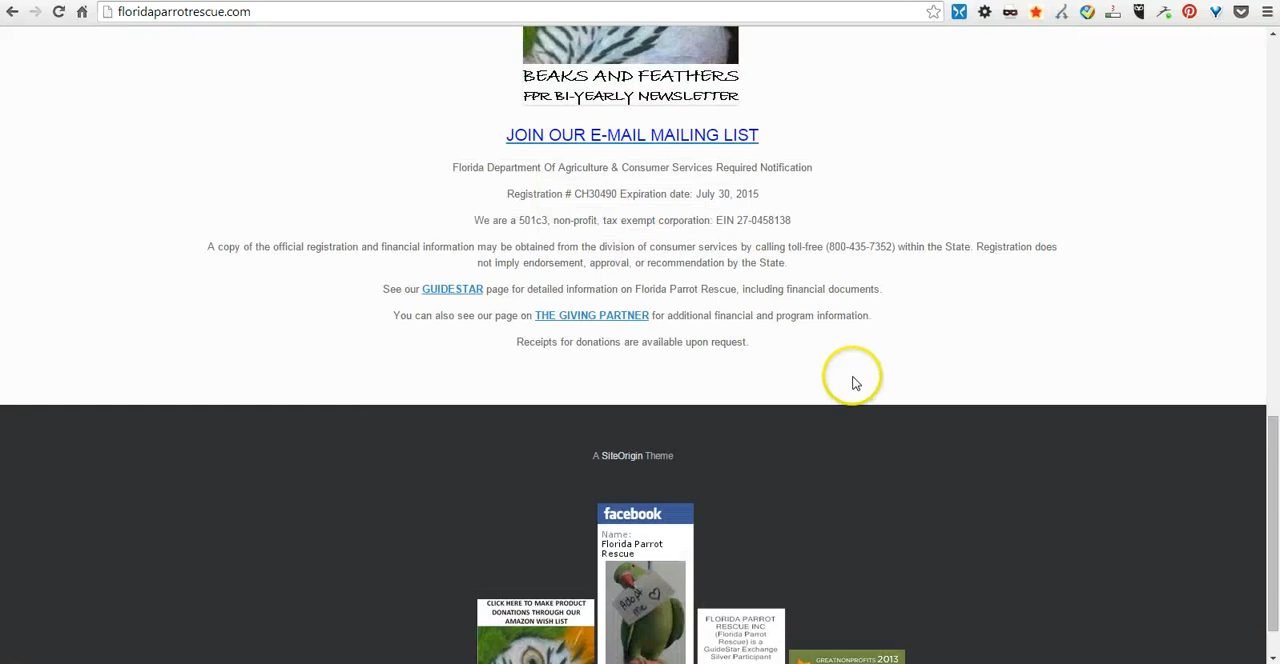 floridaparrotrescue.com
BEAKS AND FEATHERS
FPR BI-YEARLY NEWSLETTER
JOIN OUR E-MAIL MAILING LIST
Florida Department Of Agriculture & Consumer Services Required Notification
Registration # CH30490 Expiration date: July 30, 2015
We are a 501c3, non-profit, tax exempt corporation: EIN 27-0458138
A copy of the official registration and financial information may be obtained from the division of consumer services by calling toll-free (800-435-7352) within the State. Registration does
not imply endorsement, approval, or recommendation by the State.
See our GUIDESTAR page for detailed information on Florida Parrot Rescue, including financial documents.
You can also see our page on THE GIVING PARTNER for additional financial and program information.
Receipts for donations are available upon request.
A SiteOrigin Theme
facebook
Name:
Florida Parrot
Rescue
Adopt
me
CLICK HERE TO MAKE PRODUCT
DONATIONS THROUGH OUR
AMAZON WISH LIST
FLORIDA PARROT
RESCUE INC
(Florida Parrot
Rescue) is a
GuideStar Exchange
Silver Participant
GREATNONPROFITS 2013